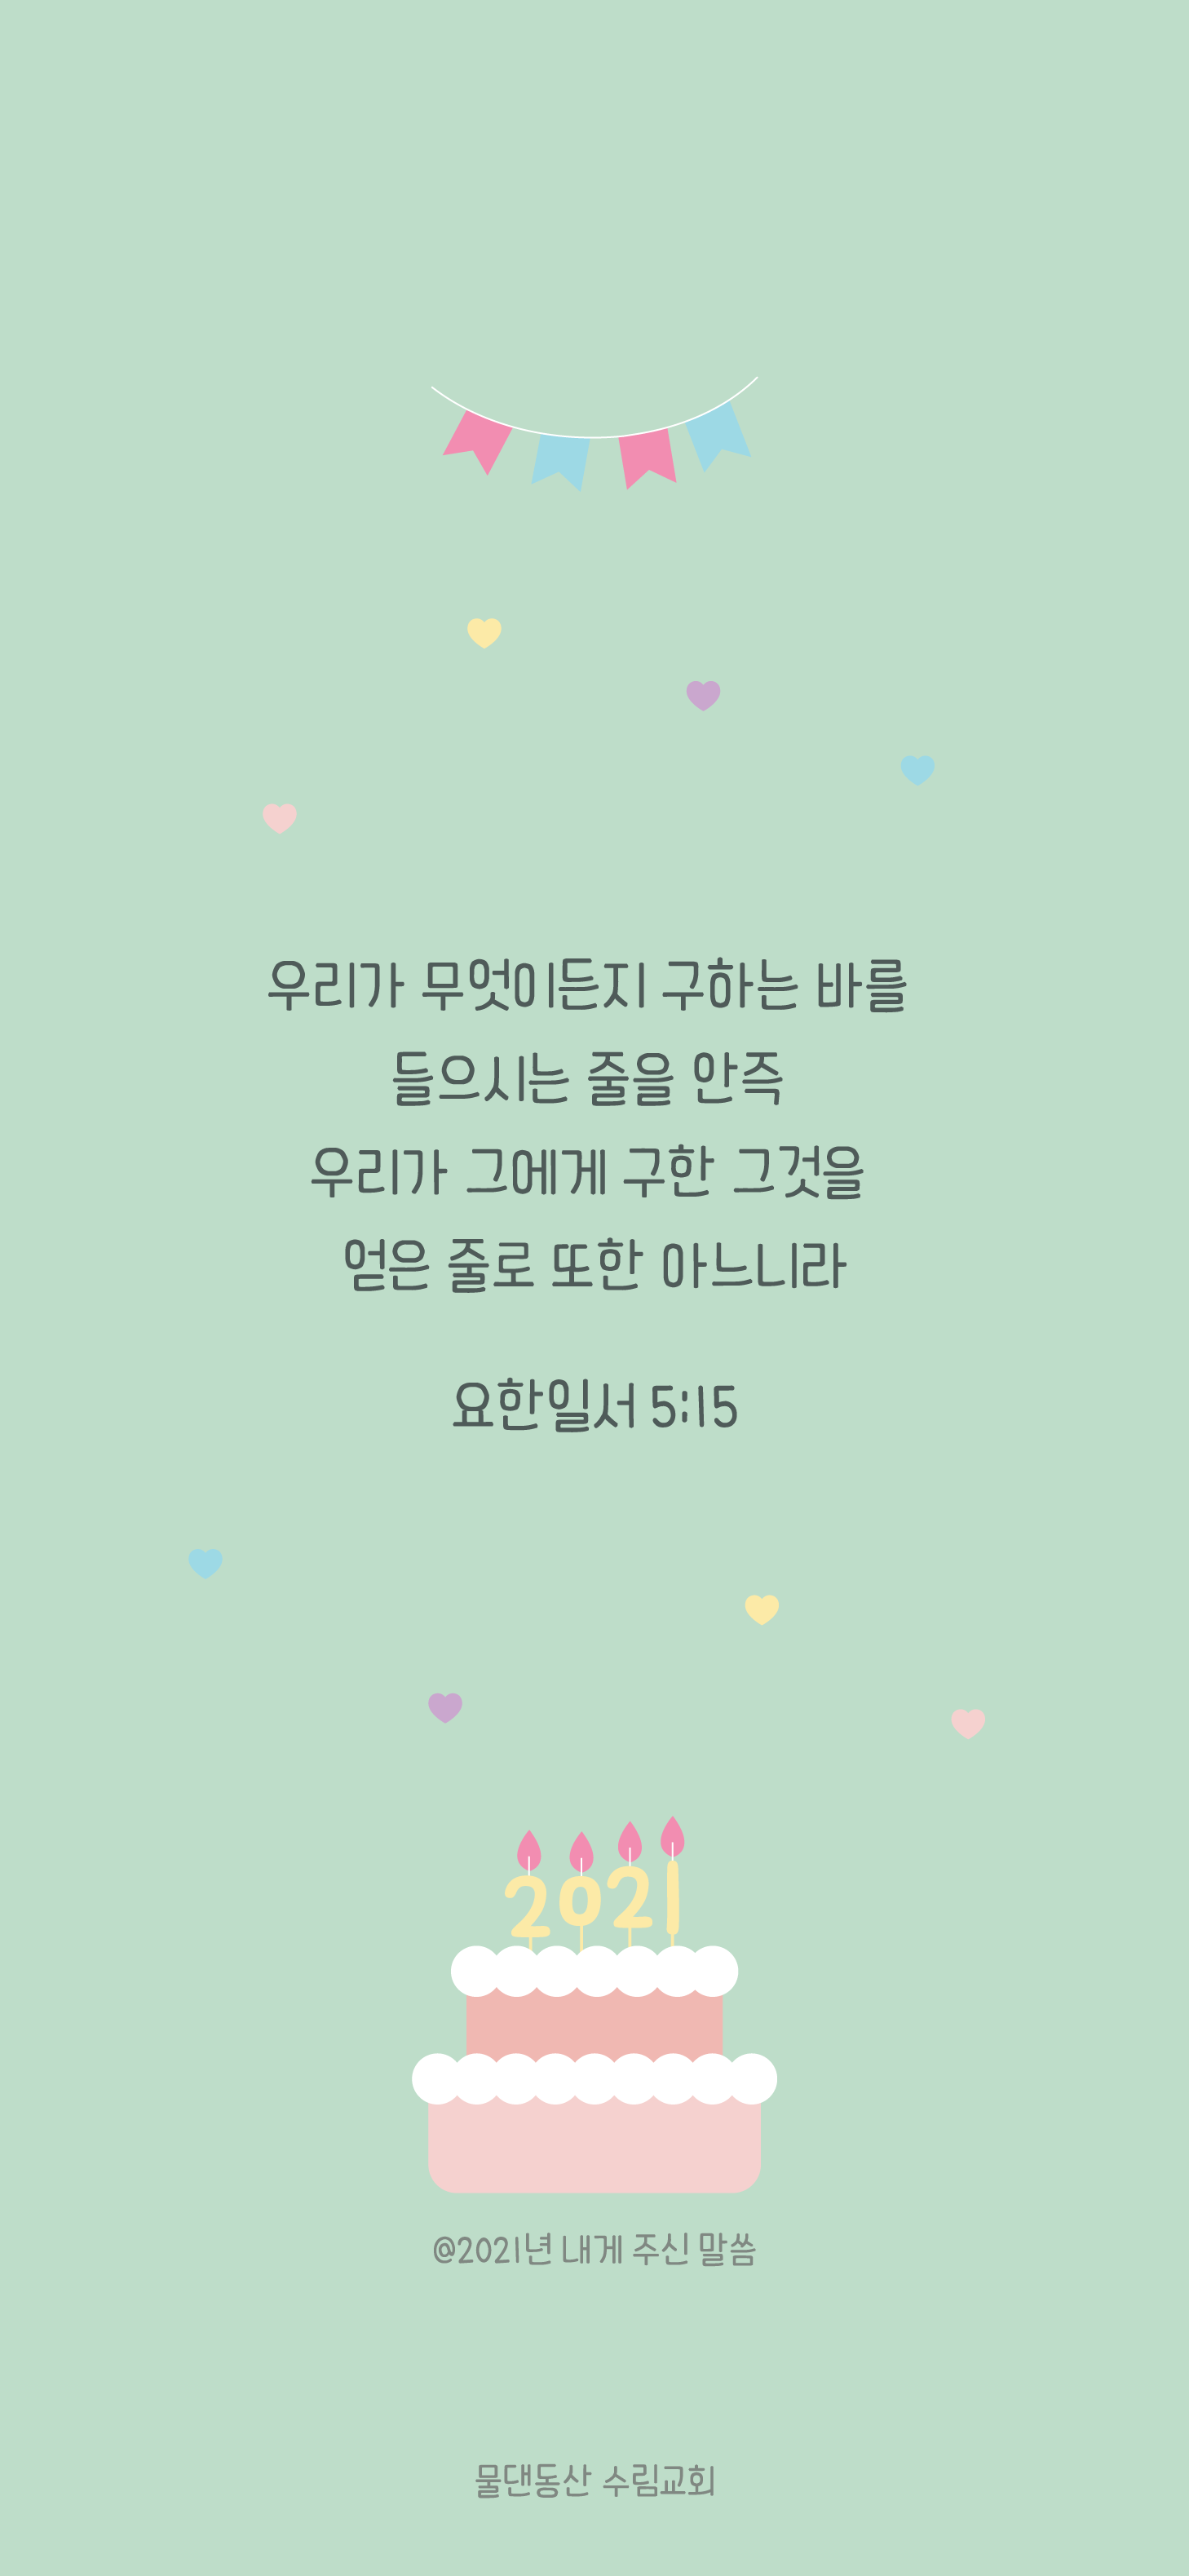 우리가 무엇이든지 구하는 바를
들으시는 줄을 안즉
우리가 그에게 구한 그것을
얻은 줄로 또한 아느니라
요한일서 5:15
2021
@2021년 내게 주신 말씀
물댄동산 수림교회